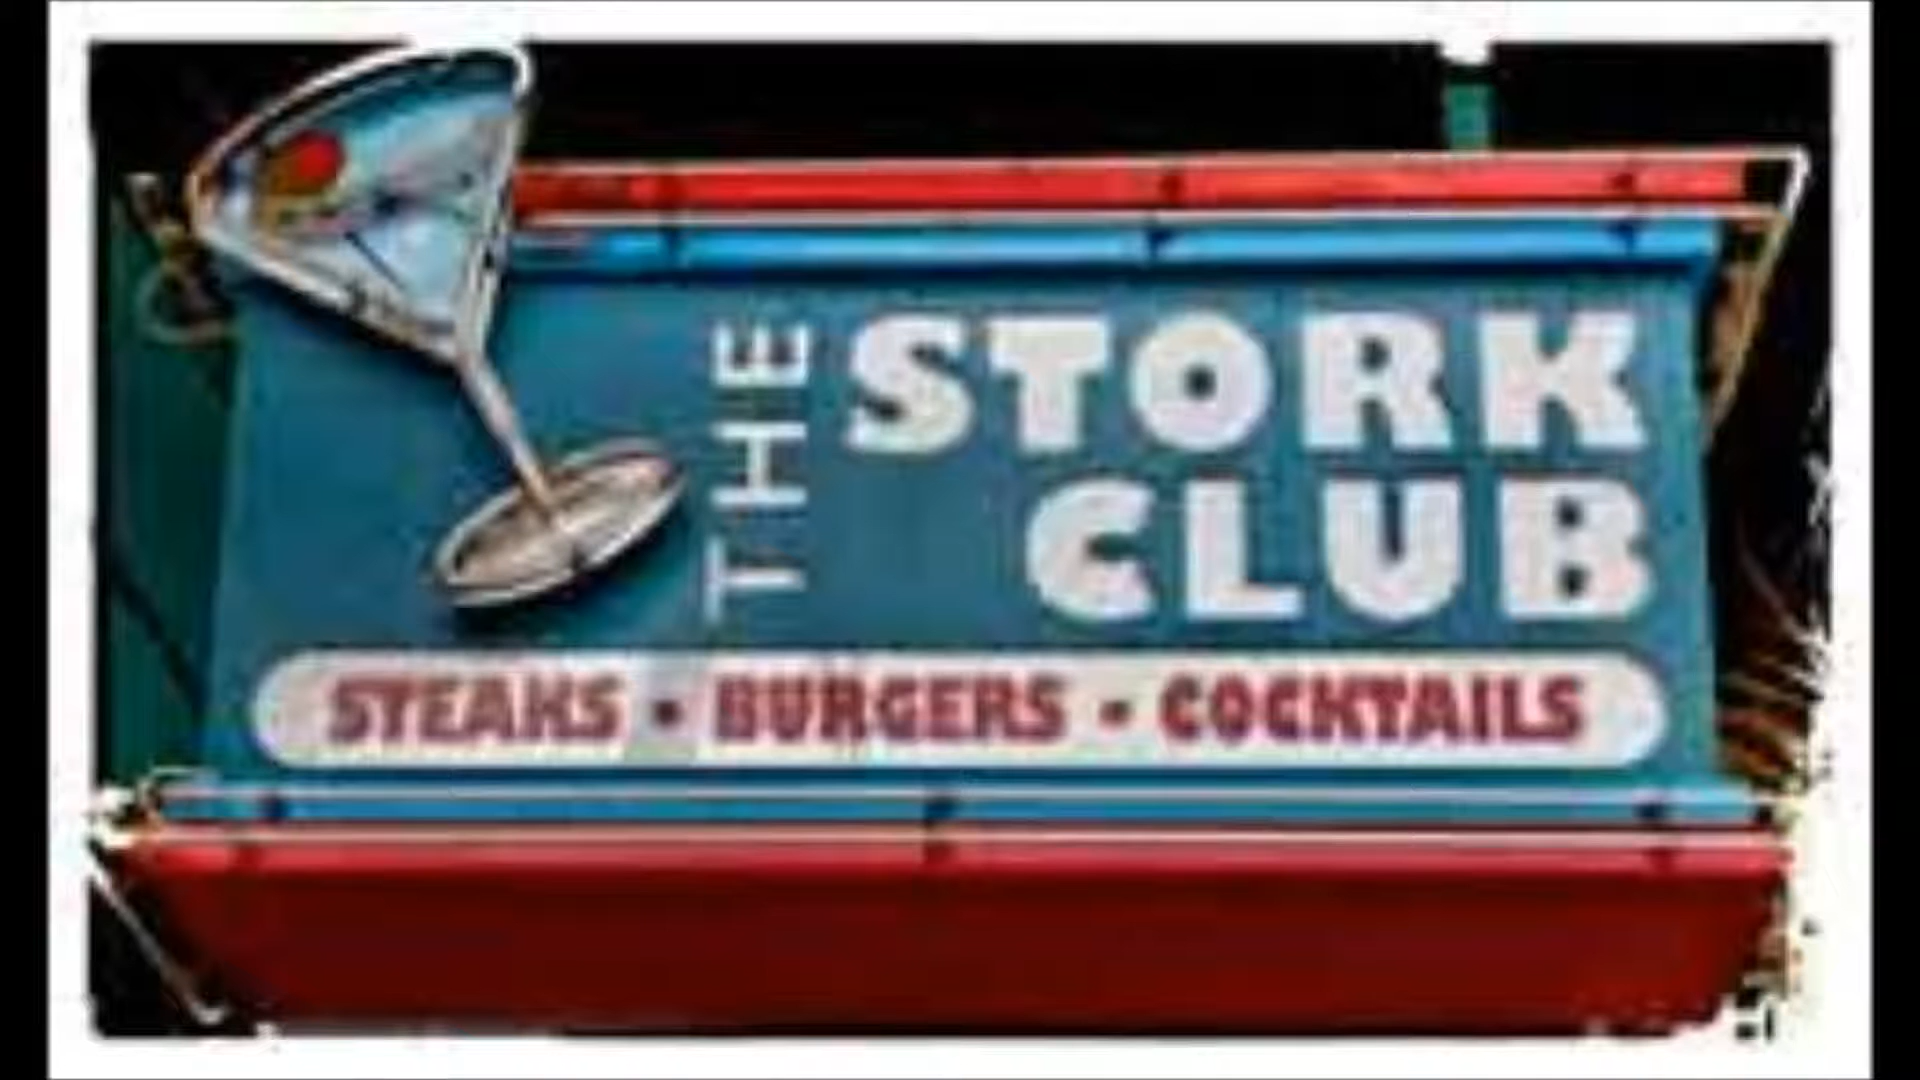 THE STORK
CLUB
STEAKS • BURGERS • COCKTAILS